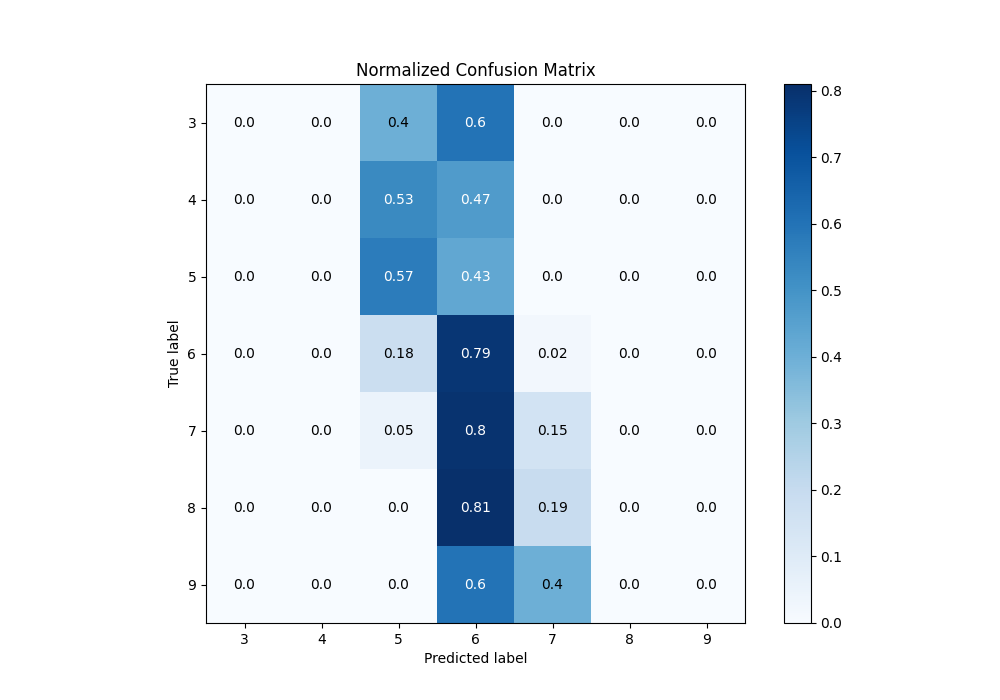 Normalized Confusion Matrix
3 0.0 0.0 0.4 0.6 0.0 0.0 0.0
4 0.0 0.0 0.53 0.47 0.0 0.0 0.0
5 0.0 0.0 0.57 0.43 0.0 0.0 0.0
6 0.0 0.0 0.18 0.79 0.02 0.0 0.0
7 0.0 0.0 0.05 0.8 0.15 0.0 0.0
8 0.0 0.0 0.0 0.81 0.19 0.0 0.0
9 0.0 0.0 0.0 0.6 0.4 0.0 0.0
3 4 5 6 7 8 9
Predicted label
True label
0.8
0.7
0.6
0.5
0.4
0.3
0.2
0.1
0.0